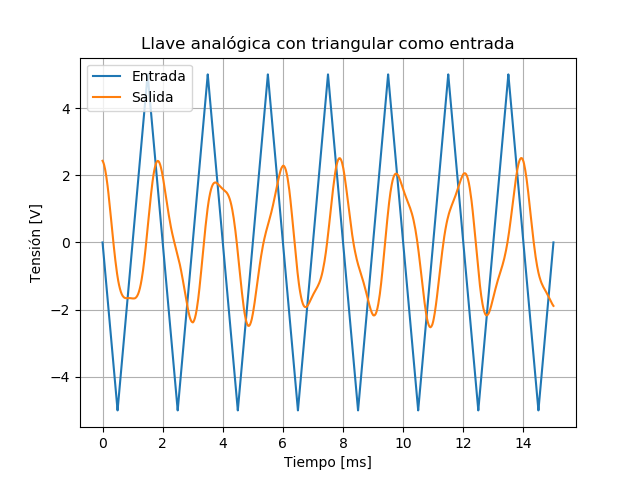 Llave analógica con triangular como entrada
Entrada
Salida
Tensión [V]
4
2
0
−2
−4
0 2 4 6 8 10 12 14
Tiempo [ms]